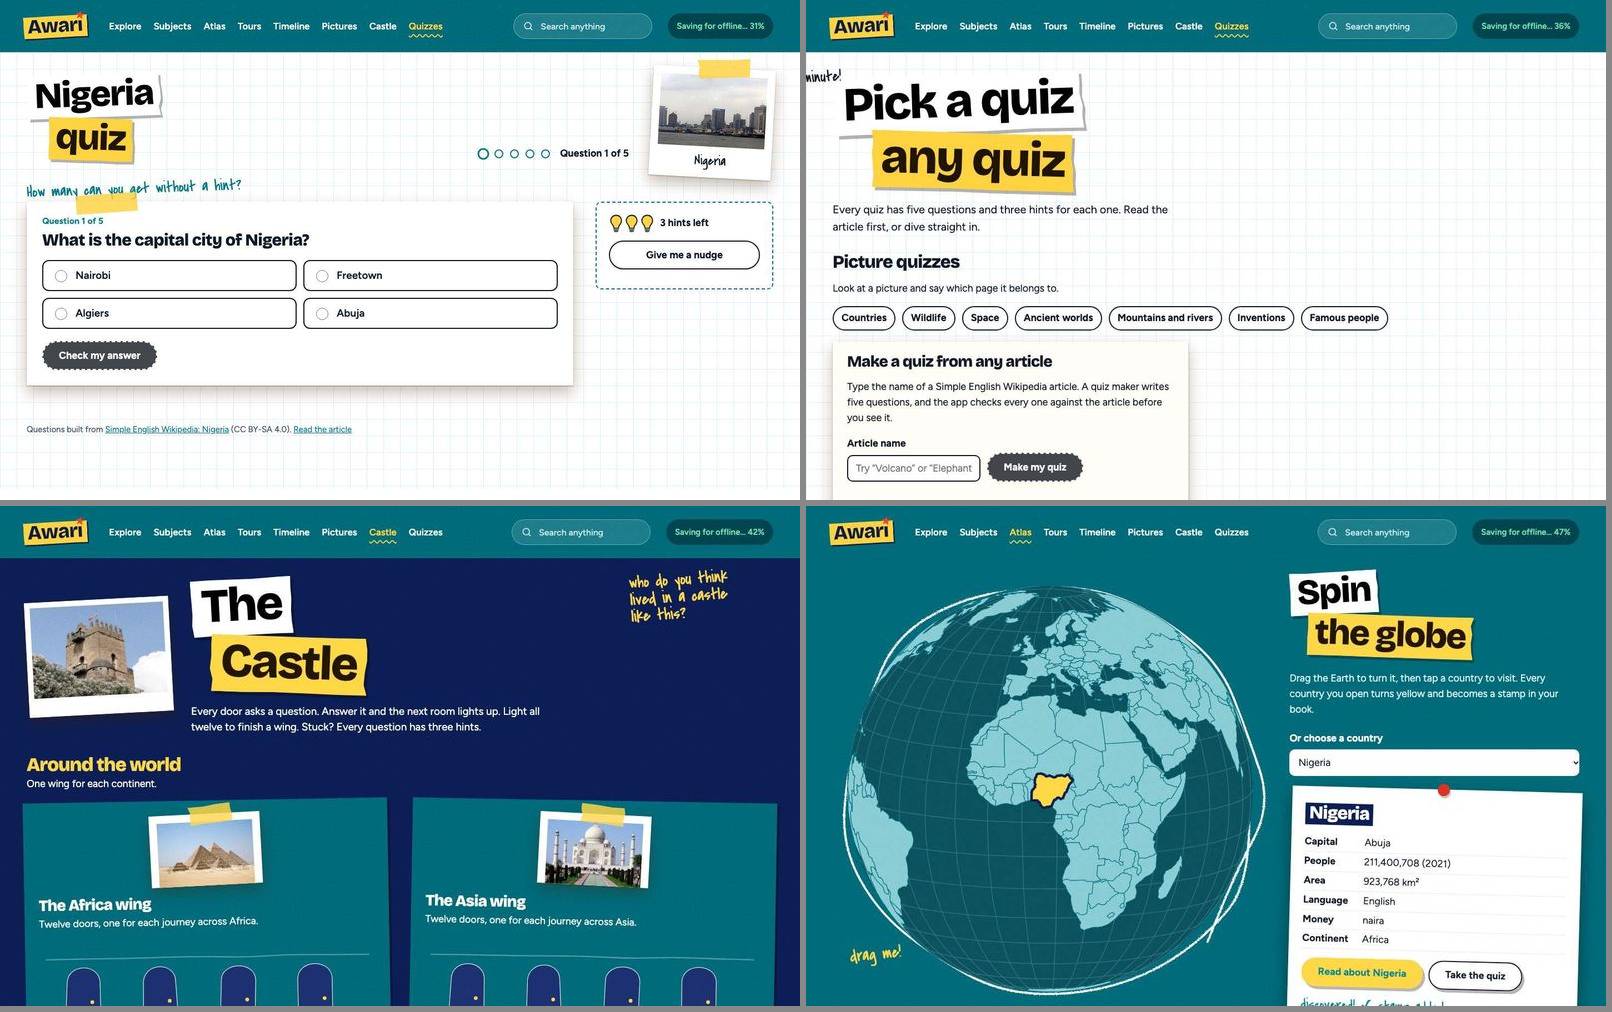 Awari
Explore Subjects Atlas Tours Timeline Pictures Castle Quizzes
Search anything
Saving for offline... 31%
Nigeria
quiz
Question 1 of 5
Nigeria
How many can you get without a hint?
Question 1 of 5
What is the capital city of Nigeria?
Nairobi
Freetown
Algiers
Abuja
Check my answer
3 hints left
Give me a nudge
Questions built from Simple English Wikipedia: Nigeria (CC BY-SA 4.0). Read the article
Awari
Explore Subjects Atlas Tours Timeline Pictures Castle Quizzes
Search anything
Saving for offline... 36%
minute!
Pick a quiz
any quiz
Every quiz has five questions and three hints for each one. Read the
article first, or dive straight in.
Picture quizzes
Look at a picture and say which page it belongs to.
Countries Wildlife Space Ancient worlds Mountains and rivers Inventions Famous people
Make a quiz from any article
Type the name of a Simple English Wikipedia article. A quiz maker writes
five questions, and the app checks every one against the article before
you see it.
Article name
Try "Volcano" or "Elephant
Make my quiz
Awari
Explore Subjects Atlas Tours Timeline Pictures Castle Quizzes
Search anything
Saving for offline... 42%
The
Castle
who do you think
lived in a castle
like this?
Every door asks a question. Answer it and the next room lights up. Light all
twelve to finish a wing. Stuck? Every question has three hints.
Around the world
One wing for each continent.
The Africa wing
Twelve doors, one for each journey across Africa.
The Asia wing
Twelve doors, one for each journey across Asia.
Awari
Explore Subjects Atlas Tours Timeline Pictures Castle Quizzes
Search anything
Saving for offline... 47%
Spin
the globe
Drag the Earth to turn it, then tap a country to visit. Every
country you open turns yellow and becomes a stamp in your
book.
Or choose a country
Nigeria
Nigeria
Capital Abuja
People 211,400,708 (2021)
Area 923,768 km²
Language English
Money naira
Continent Africa
Read about Nigeria
Take the quiz
drag me!